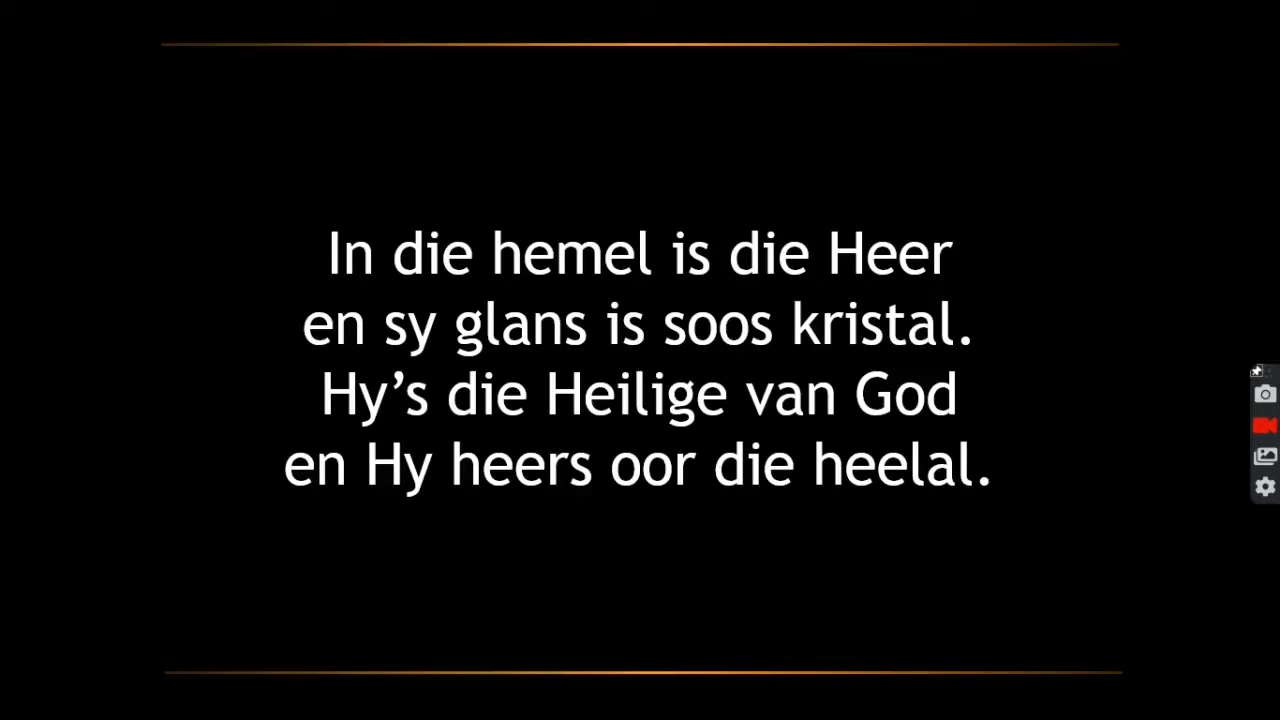 In die hemel is die Heer
en sy glans is soos kristal.
Hy’s die Heilige van God
en Hy heers oor die heelal.